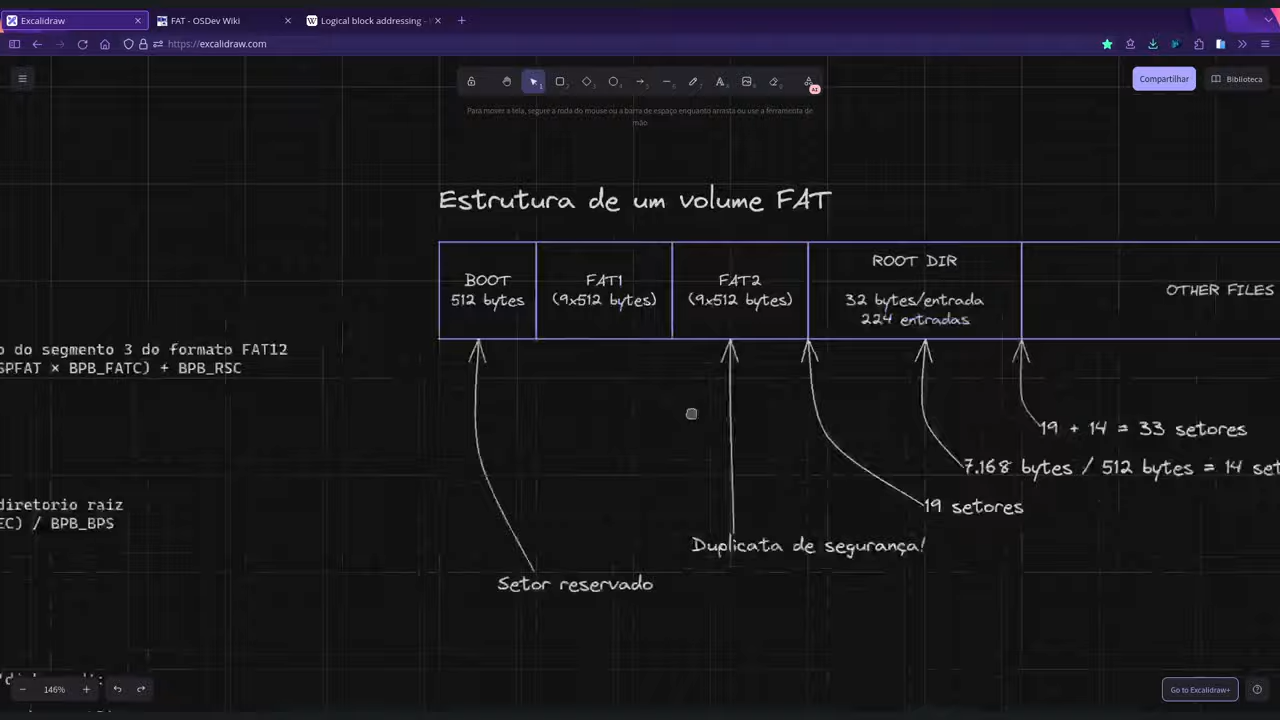 Excalidraw
FAT - OSDev Wiki
Logical block addressing -
https://excalidraw.com
Compartilhar
Biblioteca
Para mover a tela, segure a roda do mouse ou a barra de espaço enquanto arrasta ou use a ferramenta de
mão.
AI
Estrutura de um volume FAT
BOOT
512 bytes
FAT1
(9x512 bytes)
FAT2
(9x512 bytes)
ROOT DIR
32 bytes/entrada
224 entradas
OTHER FILES
o do segmento 3 do formato FAT12
SPFAT × BPB_FATC) + BPB_RSC
19 + 14 = 33 setores
7.168 bytes / 512 bytes = 14 set
diretorio raiz
EC) / BPB_BPS
19 setores
Duplicata de segurança!
Setor reservado
146%
Go to Excalidraw+